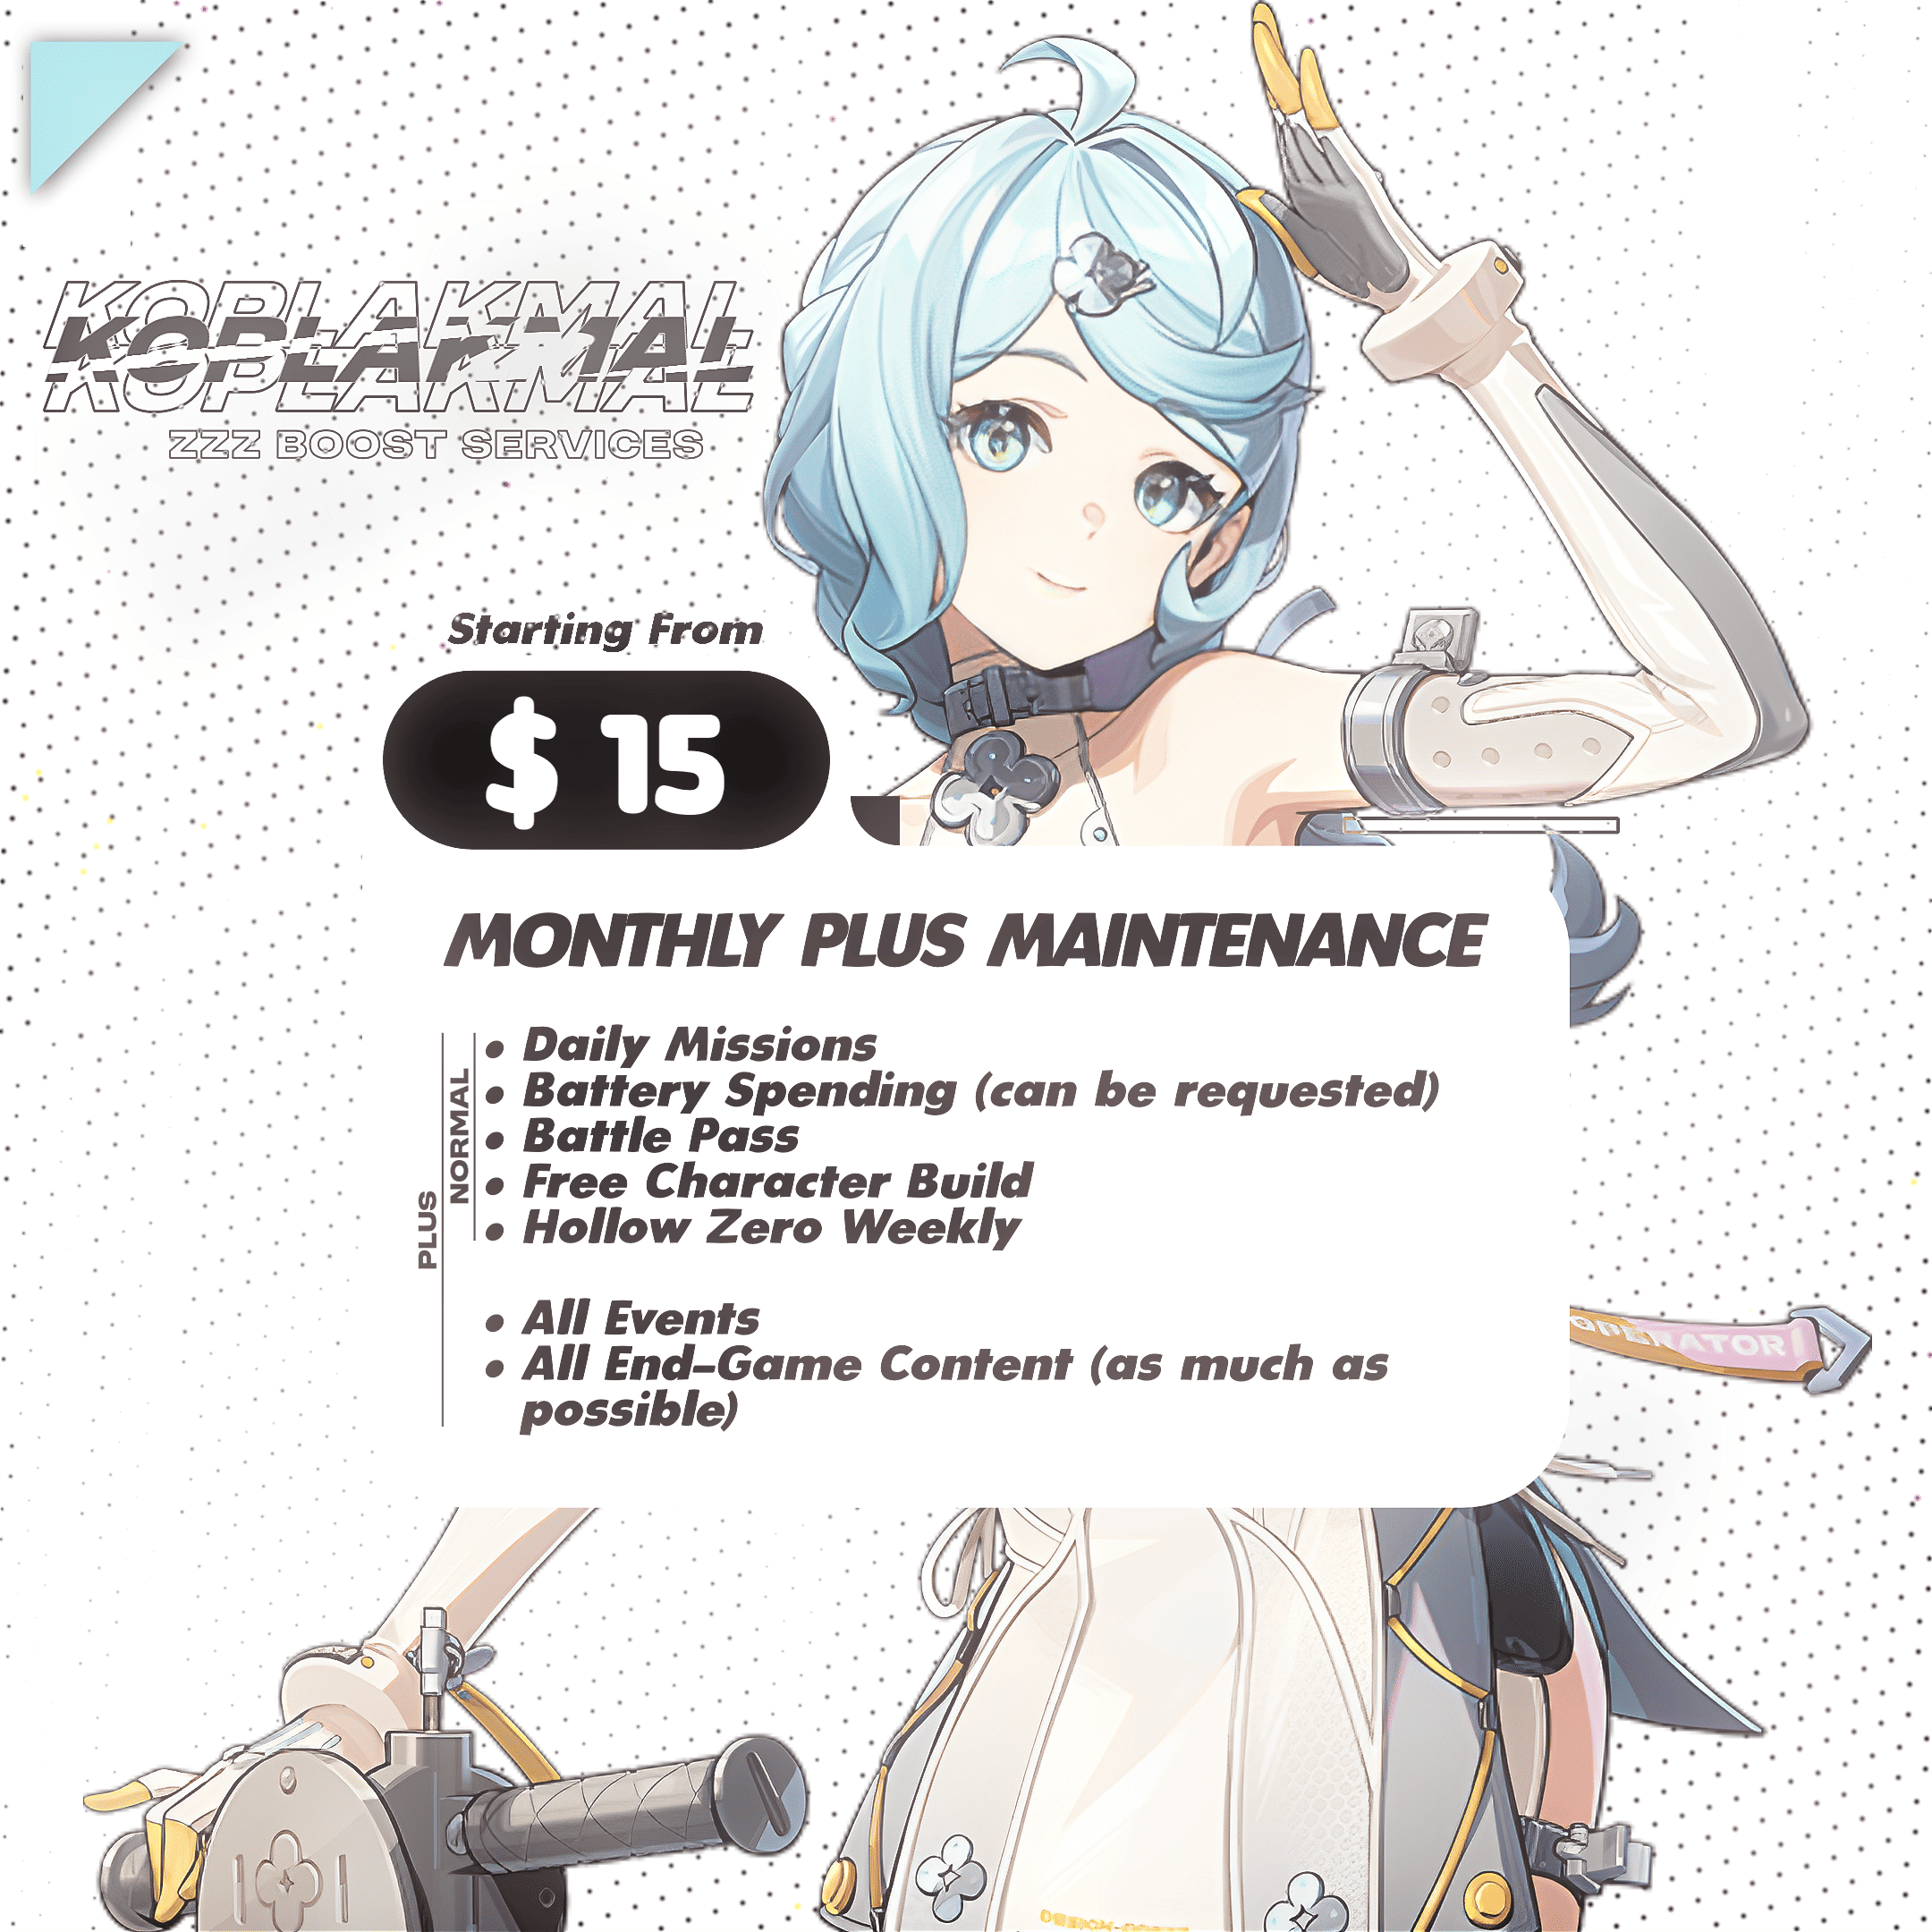 KOPLAKMAL
KOPLAKMAL
KOPLAKMAL
ZZZ BOOST SERVICES
Starting From
$ 15
MONTHLY PLUS MAINTENANCE
PLUS
NORMAL
• Daily Missions
• Battery Spending (can be requested)
• Battle Pass
• Free Character Build
• Hollow Zero Weekly
• All Events
• All End-Game Content (as much as
possible)
OPERATOR